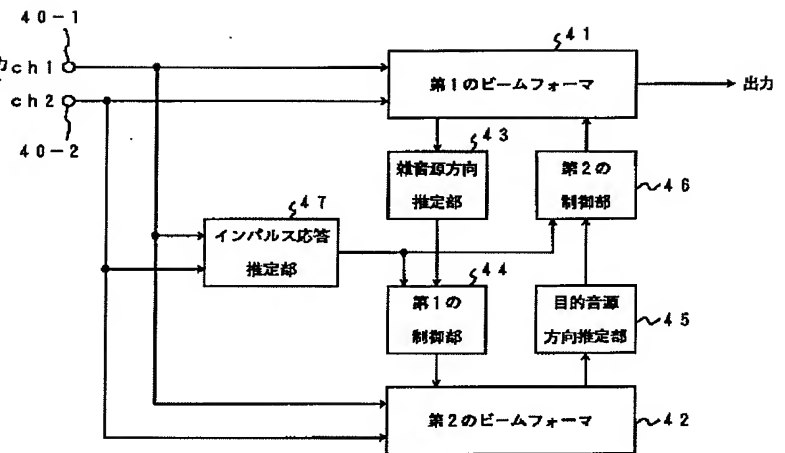 40-1
力
ch1
ch2
40-2
41
第1のビームフォーマ
出力
43
雑音源方向
推定部
第2の
制御部
46
47
インパルス応答
推定部
44
第1の
制御部
目的音源
方向推定部
45
第2のビームフォーマ
42